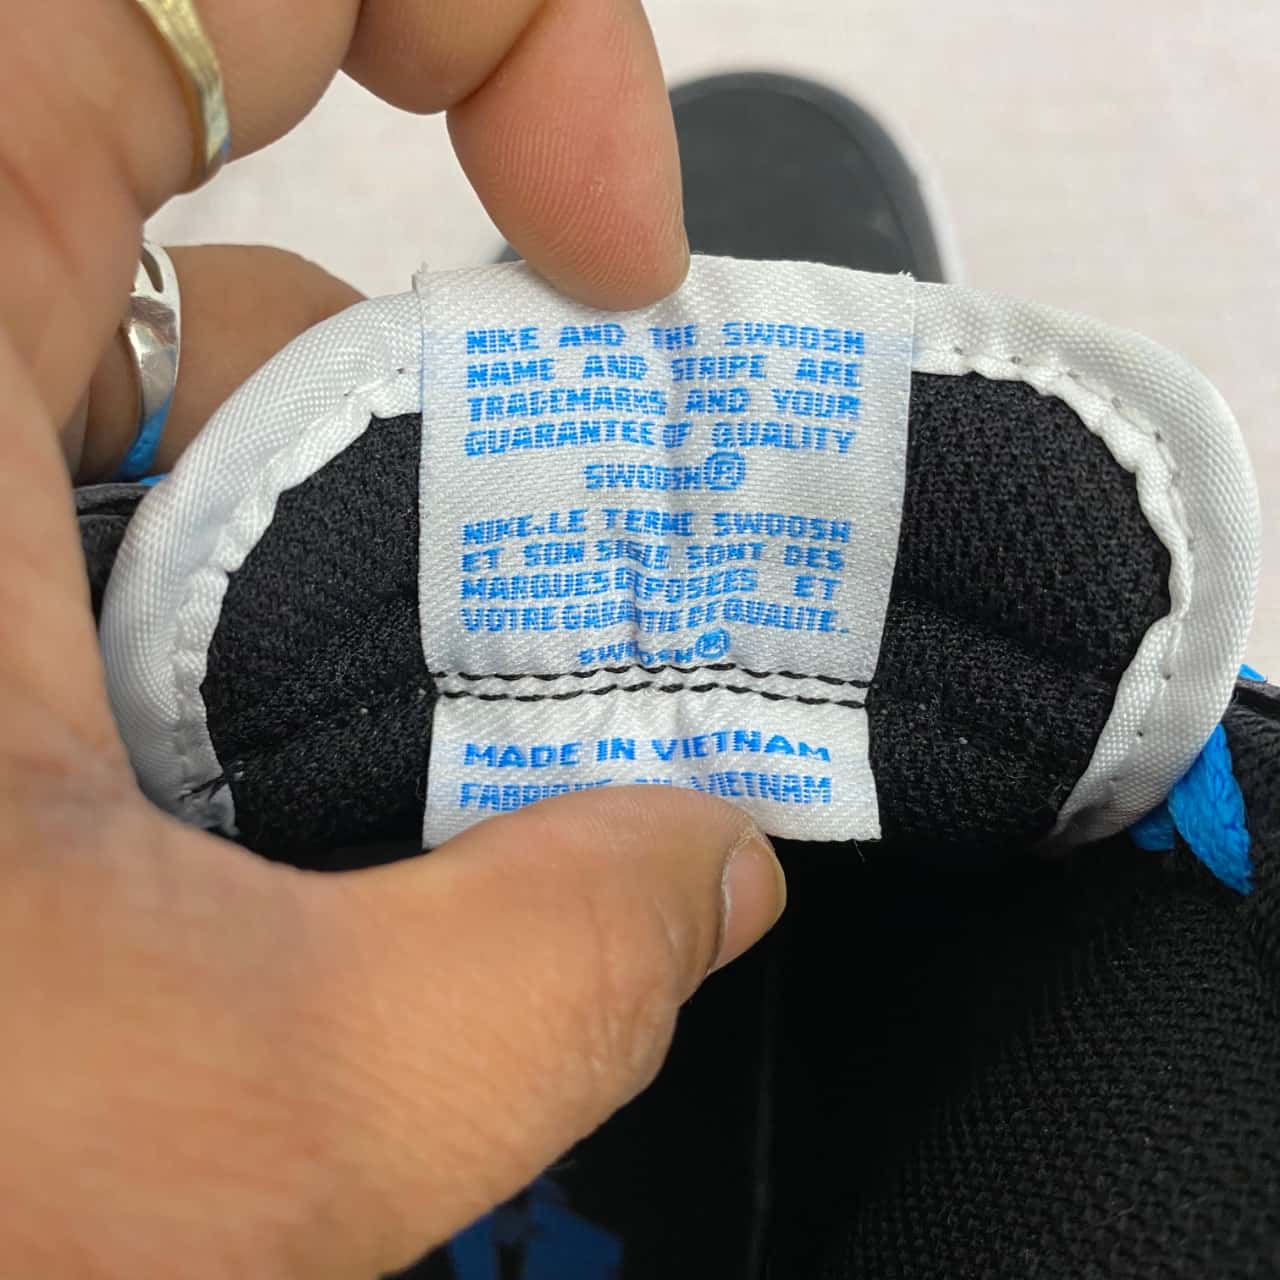 NIKE AND THE SWOOSH
NAME AND STRIPE ARE
TRADEMARKS AND YOUR
GUARANTEE OF QUALITY
SWOOSH®
NIKE-LE TERME SWOOSH
ET SON SIGLE SONT DES
MARQUES DEPOSEES ET
VOTRE GARANTIE DE QUALITE.
SWOOSH®
MADE IN VIETNAM
VIETNAM